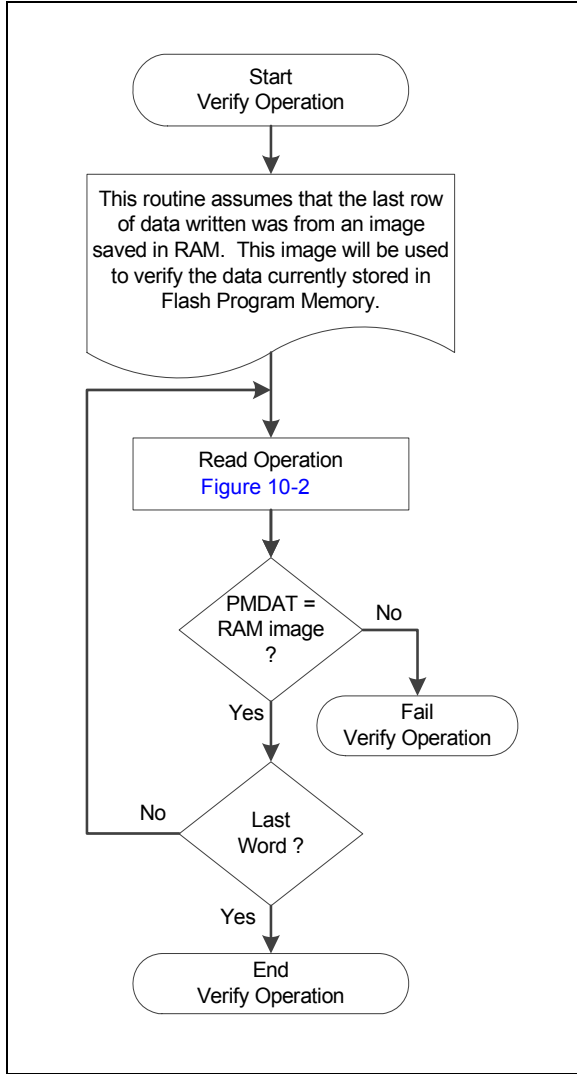 Start
Verify Operation
This routine assumes that the last row
of data written was from an image
saved in RAM. This image will be used
to verify the data currently stored in
Flash Program Memory.
Read Operation
Figure 10-2
PMDAT =
RAM image
?
No
Yes
Fail
Verify Operation
No
Last
Word ?
Yes
End
Verify Operation